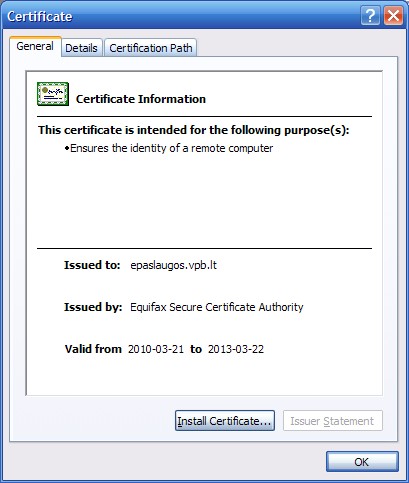 Certificate
General Details Certification Path
Certificate Information
This certificate is intended for the following purpose(s):
•Ensures the identity of a remote computer
Issued to: epaslaugos.vpb.lt
Issued by: Equifax Secure Certificate Authority
Valid from 2010-03-21 to 2013-03-22
Install Certificate... Issuer Statement
OK